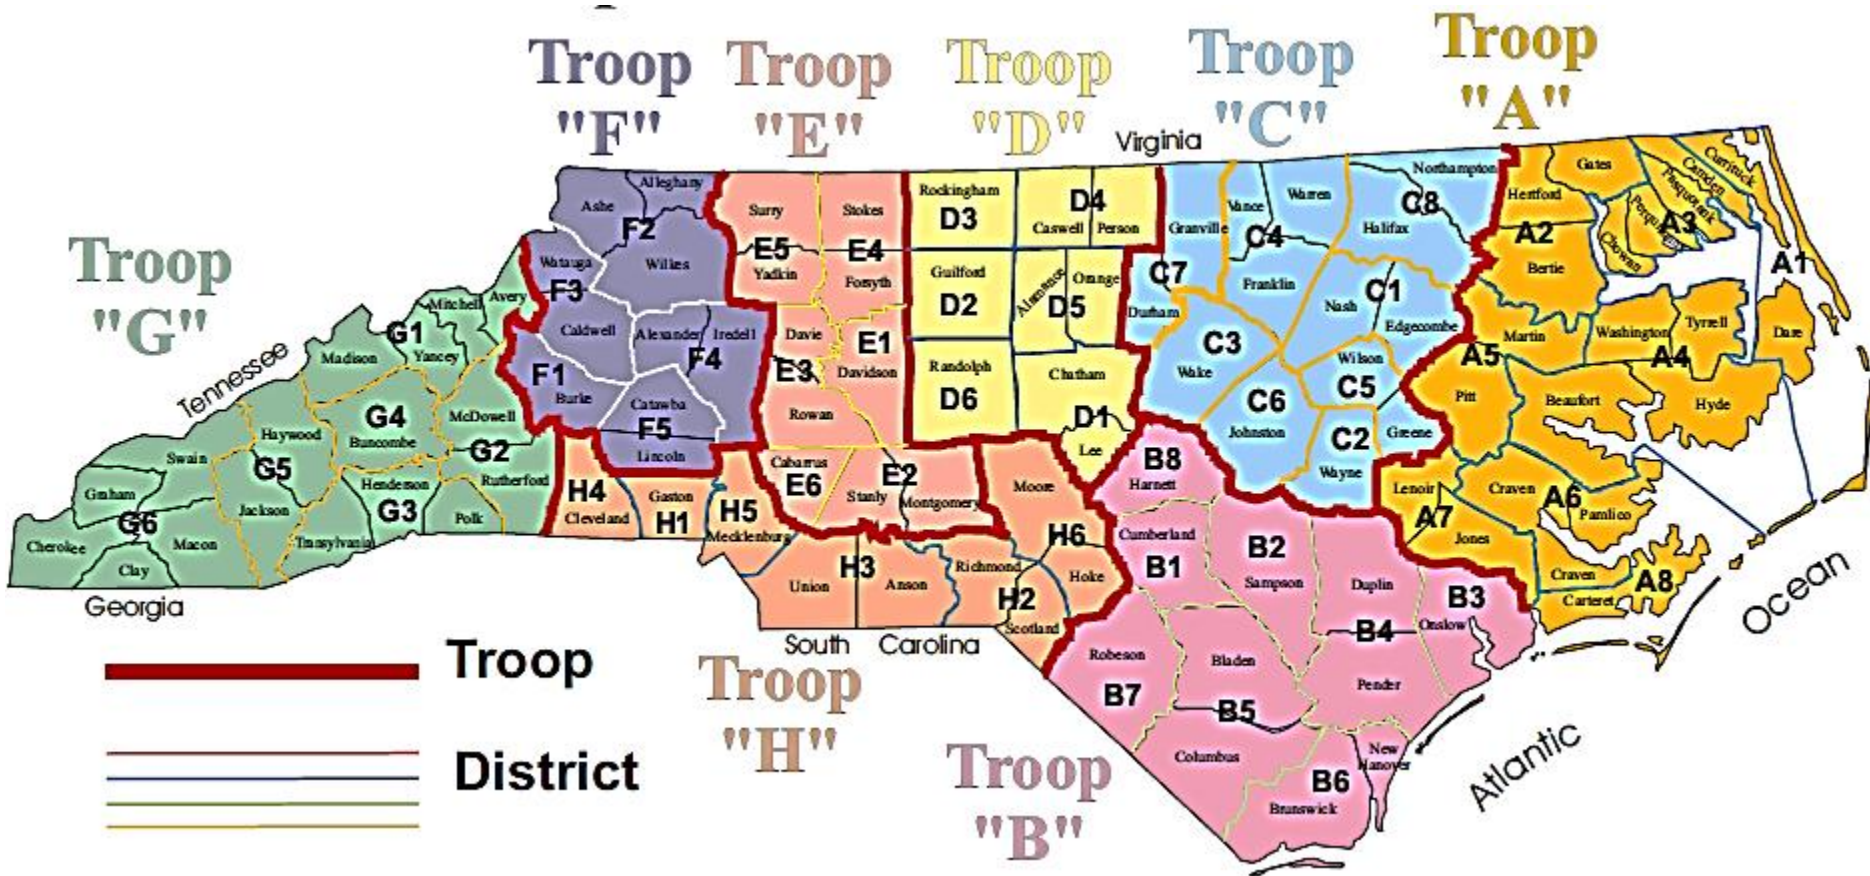 Troop "F"
Troop "E"
Troop "D"
Troop "C"
Troop "A"
Troop "G"
Troop "H"
Troop "B"
Virginia
Tennessee
Georgia
South Carolina
Atlantic
Ocean
Troop
District
Cherokee
Graham
G6
Clay
Macon
Swain
Haywood
G5
Jackson
Transylvania
Madison
G1
Mitchell
Avery
Yancey
G4
Buncombe
McDowell
G2
Rutherford
Henderson
G3
Polk
Ashe
Alleghany
F2
Wilkes
Watauga
F3
Caldwell
Alexander
Iredell
F4
F1
Burke
Catawba
F5
Lincoln
Surry
Stokes
E5
E4
Yadkin
Forsyth
Davie
E1
E3
Davidson
Rowan
Cabarrus
E6
E2
Stanly
Montgomery
Rockingham
D3
D4
Caswell
Person
Guilford
D2
Alamance
Orange
D5
Randolph
D6
Chatham
D1
Lee
Granville
Vance
Warren
Northampton
C8
C4
Halifax
C7
Durham
Franklin
Nash
C1
Edgecombe
C3
Wake
Wilson
C5
C6
Johnston
C2
Wayne
Greene
Gates
Hertford
A2
Bertie
Currituck
Camden
Pasquotank
A3
Chowan
A1
Martin
Washington
Tyrrell
Dare
A5
A4
Pitt
Beaufort
Hyde
Lenoir
A7
Craven
A6
Pamlico
Jones
Craven
A8
Carteret
H4
Cleveland
Gaston
H1
H5
Mecklenburg
Union
H3
Anson
Richmond
Moore
H6
Hoke
H2
Scotland
B8
Harnett
Cumberland
B1
B2
Sampson
Duplin
B3
Onslow
B4
Pender
Robeson
B7
Bladen
B5
Columbus
B6
Brunswick
New
Hanover